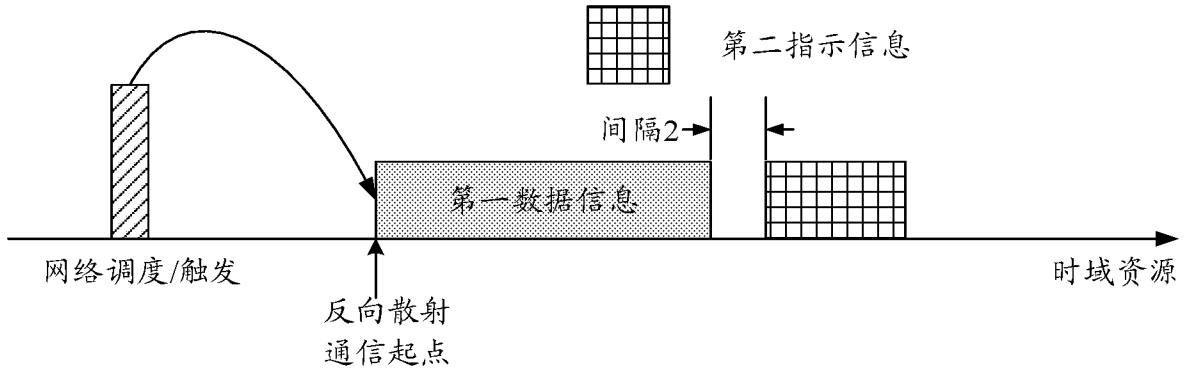 第二指示信息
间隔2
第一数据信息
网络调度/触发
时域资源
反向散射
通信起点